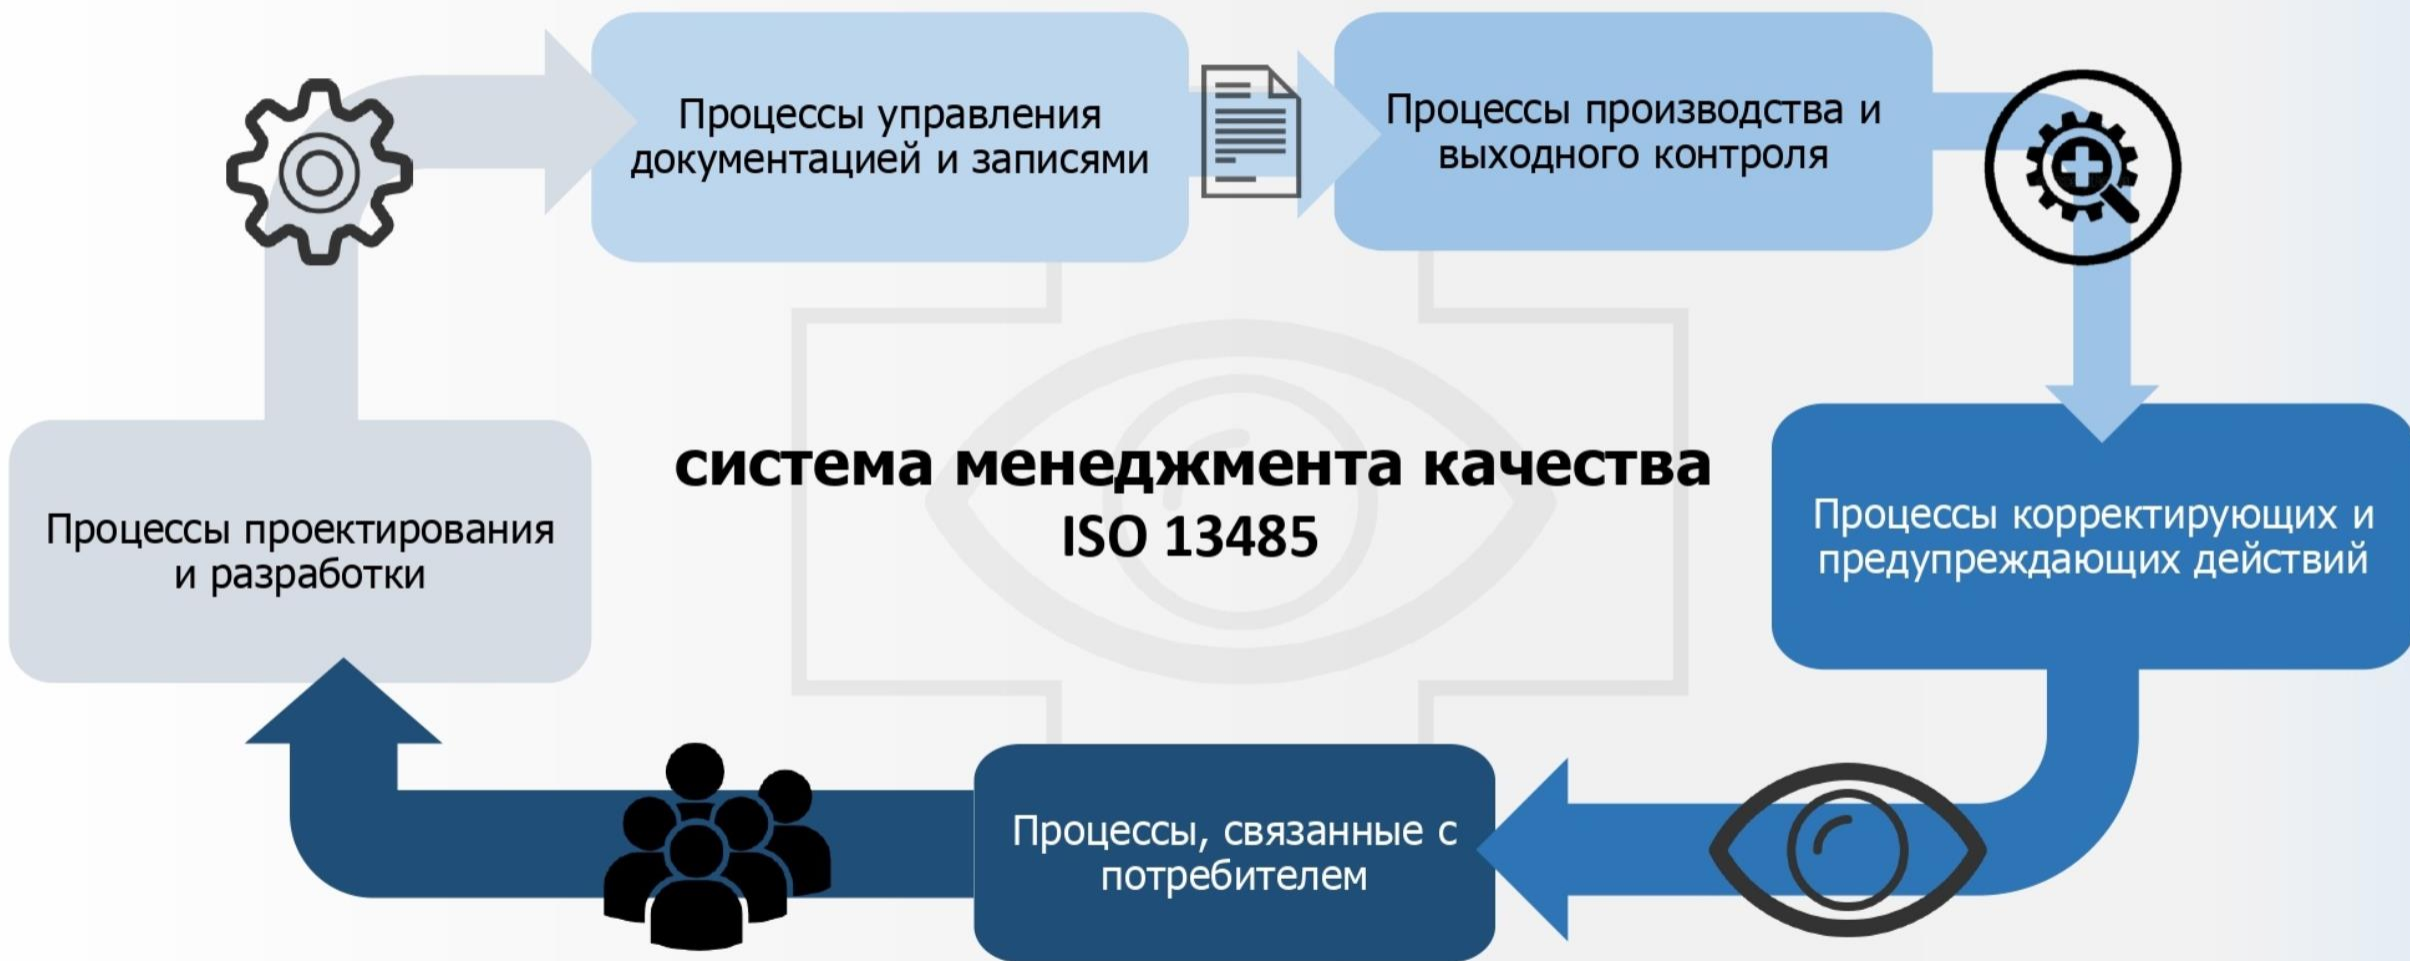 Процессы управления
документацией и записями
Процессы производства и
выходного контроля
система менеджмента качества
ISO 13485
Процессы проектирования
и разработки
Процессы корректирующих и
предупреждающих действий
Процессы, связанные с
потребителем